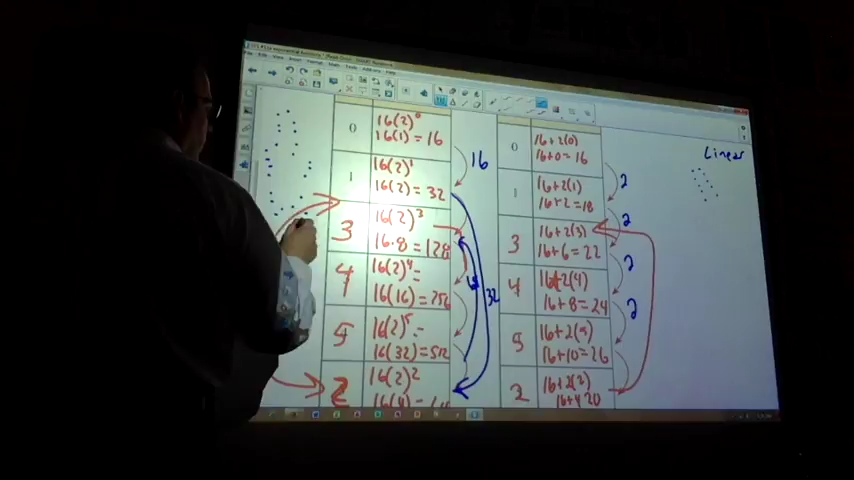 0
16(2)⁰
16(1) = 16
1
16(2)¹
16(2) = 32
3
16(2)³
16·8 = 128
4
16(2)⁴ =
16(16) = 256
5
16(2)⁵ =
16(32) = 512
2
16(2)²
16(4) =
16
32
0
16+2(0)
16+0 = 16
1
16+2(1)
16+2 = 18
3
16+2(3)
16+6 = 22
4
16+2(4)
16+8 = 24
5
16+2(5)
16+10 = 26
2
16+2(2)
16+4 20
2
2
2
2
Linear